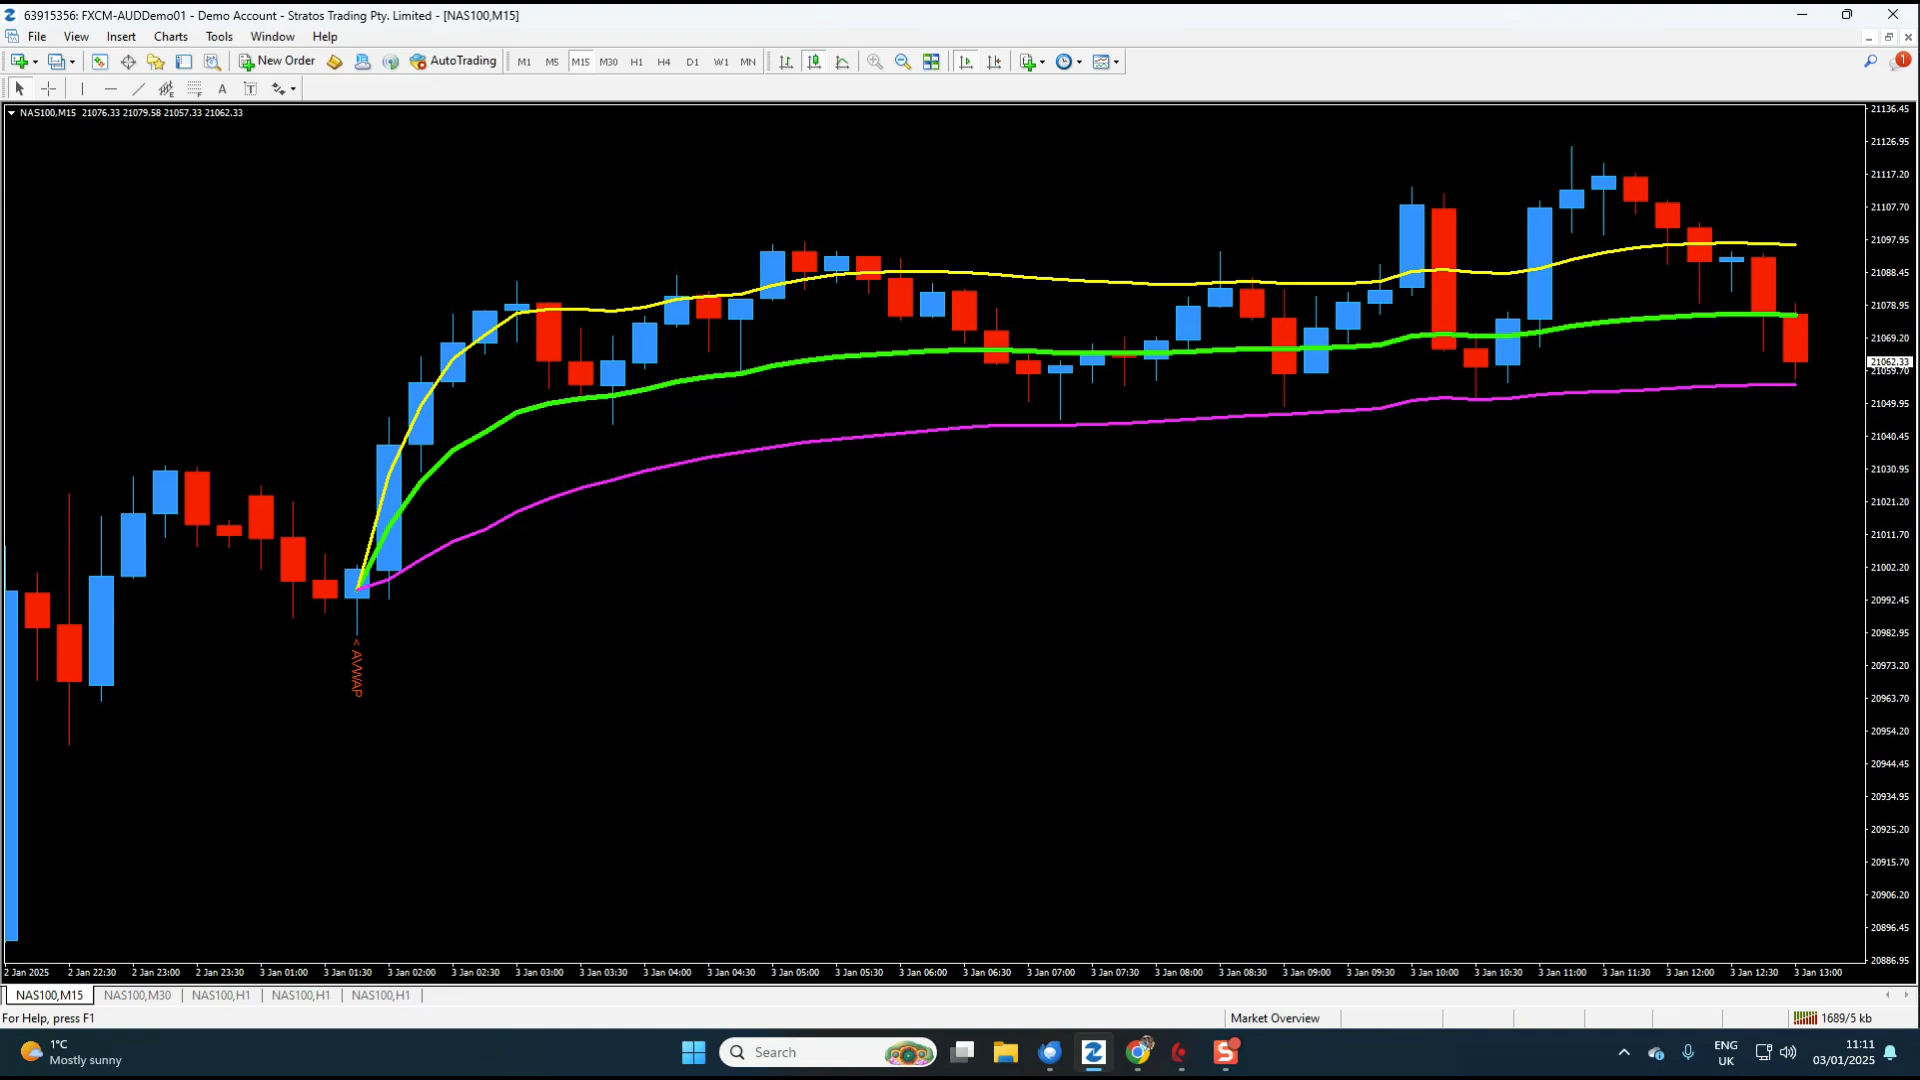 63915356: FXCM-AUDDemo01 - Demo Account - Stratos Trading Pty. Limited - [NAS100,M15]
File View Insert Charts Tools Window Help
New Order AutoTrading M1 M5 M15 M30 H1 H4 D1 W1 MN 1
E F A T
NAS100,M15 21076.33 21079.58 21057.33 21062.33
21136.45
21126.95
21117.20
21107.70
21097.95
21088.45
21078.95
21069.20
21062.33
21059.70
21049.95
21040.45
21030.95
21021.20
21011.70
21002.20
20992.45
20982.95
20973.20
20963.70
20954.20
20944.45
20934.95
20925.20
20915.70
20906.20
20896.45
20886.95
< AVWAP
2 Jan 2025 2 Jan 22:30 2 Jan 23:00 2 Jan 23:30 3 Jan 01:00 3 Jan 01:30 3 Jan 02:00 3 Jan 02:30 3 Jan 03:00 3 Jan 03:30 3 Jan 04:00 3 Jan 04:30 3 Jan 05:00 3 Jan 05:30 3 Jan 06:00 3 Jan 06:30 3 Jan 07:00 3 Jan 07:30 3 Jan 08:00 3 Jan 08:30 3 Jan 09:00 3 Jan 09:30 3 Jan 10:00 3 Jan 10:30 3 Jan 11:00 3 Jan 11:30 3 Jan 12:00 3 Jan 12:30 3 Jan 13:00
NAS100,M15 NAS100,M30 NAS100,H1 NAS100,H1 NAS100,H1
For Help, press F1 Market Overview 1689/5 kb
1°C
Mostly sunny
Search
ENG
UK
11:11
03/01/2025